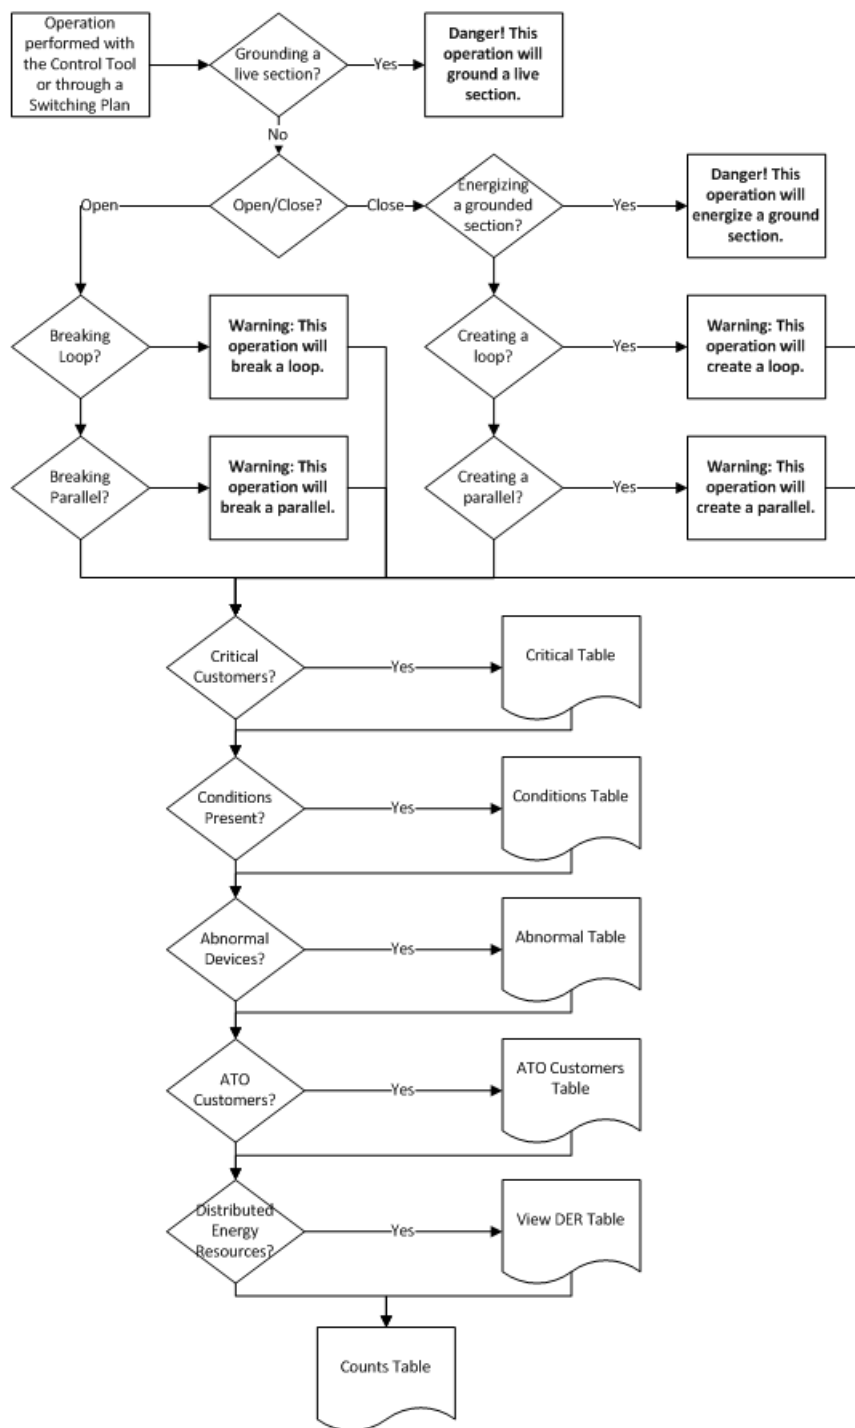 Operation
performed with
the Control Tool
or through a
Switching Plan
Grounding a
live section?
Yes
Danger! This
operation will
ground a live
section.
No
Open
Open/Close?
Close
Energizing
a grounded
section?
Yes
Danger! This
operation will
energize a ground
section.
Breaking
Loop?
Warning: This
operation will
break a loop.
Creating a
loop?
Yes
Warning: This
operation will
create a loop.
Breaking
Parallel?
Warning: This
operation will
break a parallel.
Creating a
parallel?
Yes
Warning: This
operation will
create a parallel.
Critical
Customers?
Yes
Critical Table
Conditions
Present?
Yes
Conditions Table
Abnormal
Devices?
Yes
Abnormal Table
ATO
Customers?
Yes
ATO Customers
Table
Distributed
Energy
Resources?
Yes
View DER Table
Counts Table